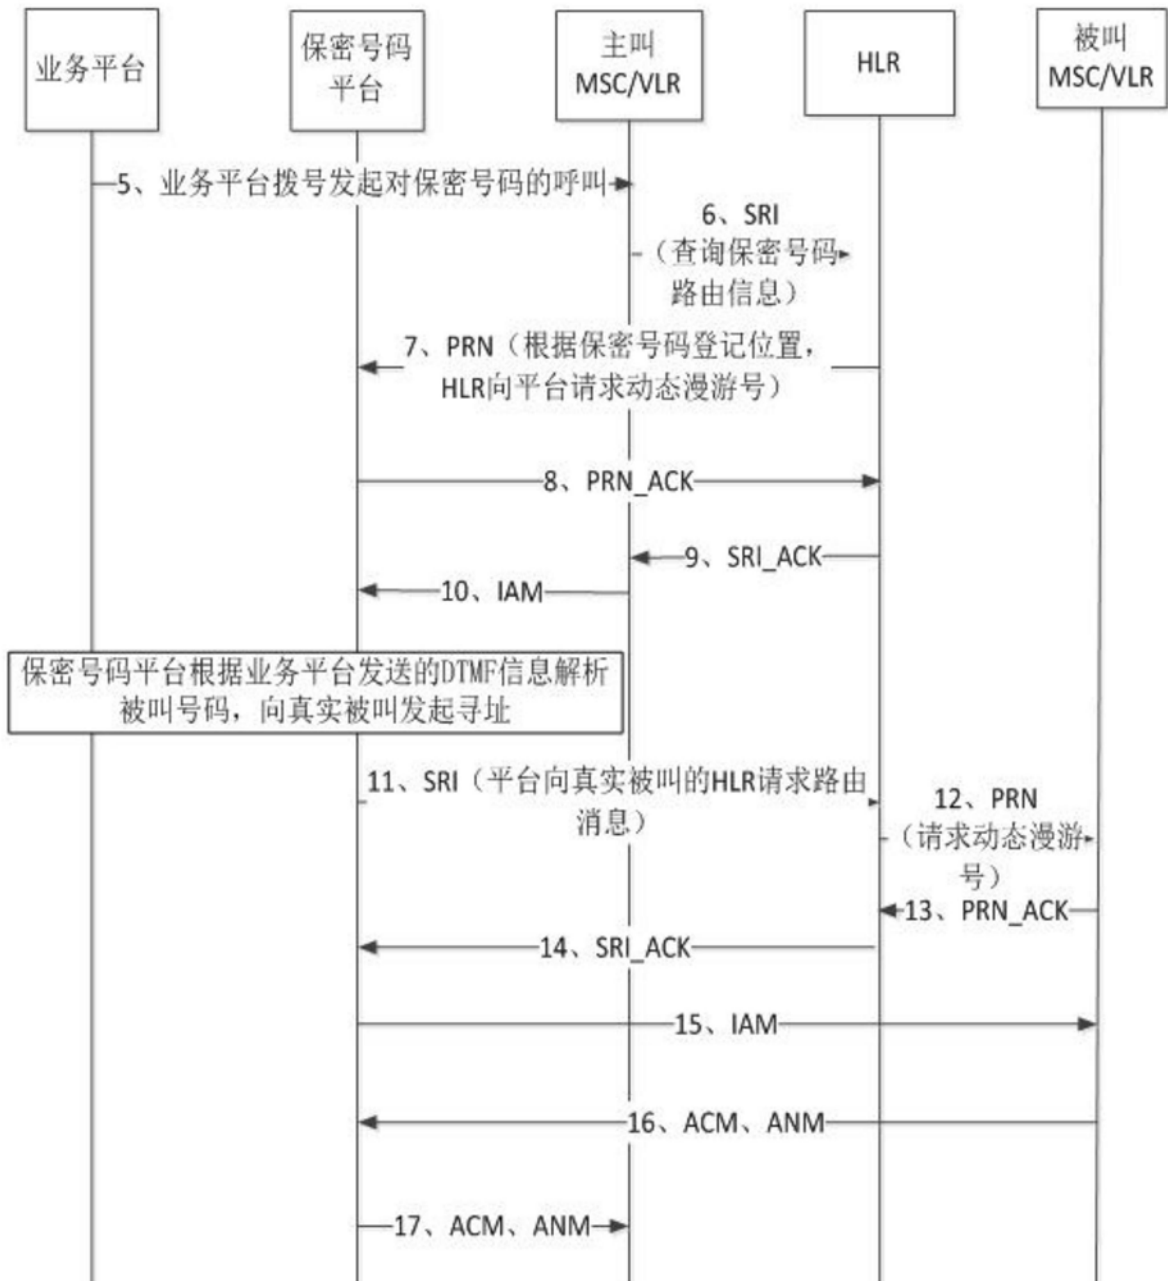 业务平台
保密号码
平台
主叫
MSC/VLR
HLR
被叫
MSC/VLR
5、业务平台拨号发起对保密号码的呼叫
6、SRI
（查询保密号码
路由信息）
7、PRN（根据保密号码登记位置，
HLR向平台请求动态漫游号）
8、PRN_ACK
9、SRI_ACK
10、IAM
保密号码平台根据业务平台发送的DTMF信息解析
被叫号码，向真实被叫发起寻址
11、SRI（平台向真实被叫的HLR请求路由
消息）
12、PRN
（请求动态漫游
号）
13、PRN_ACK
14、SRI_ACK
15、IAM
16、ACM、ANM
17、ACM、ANM